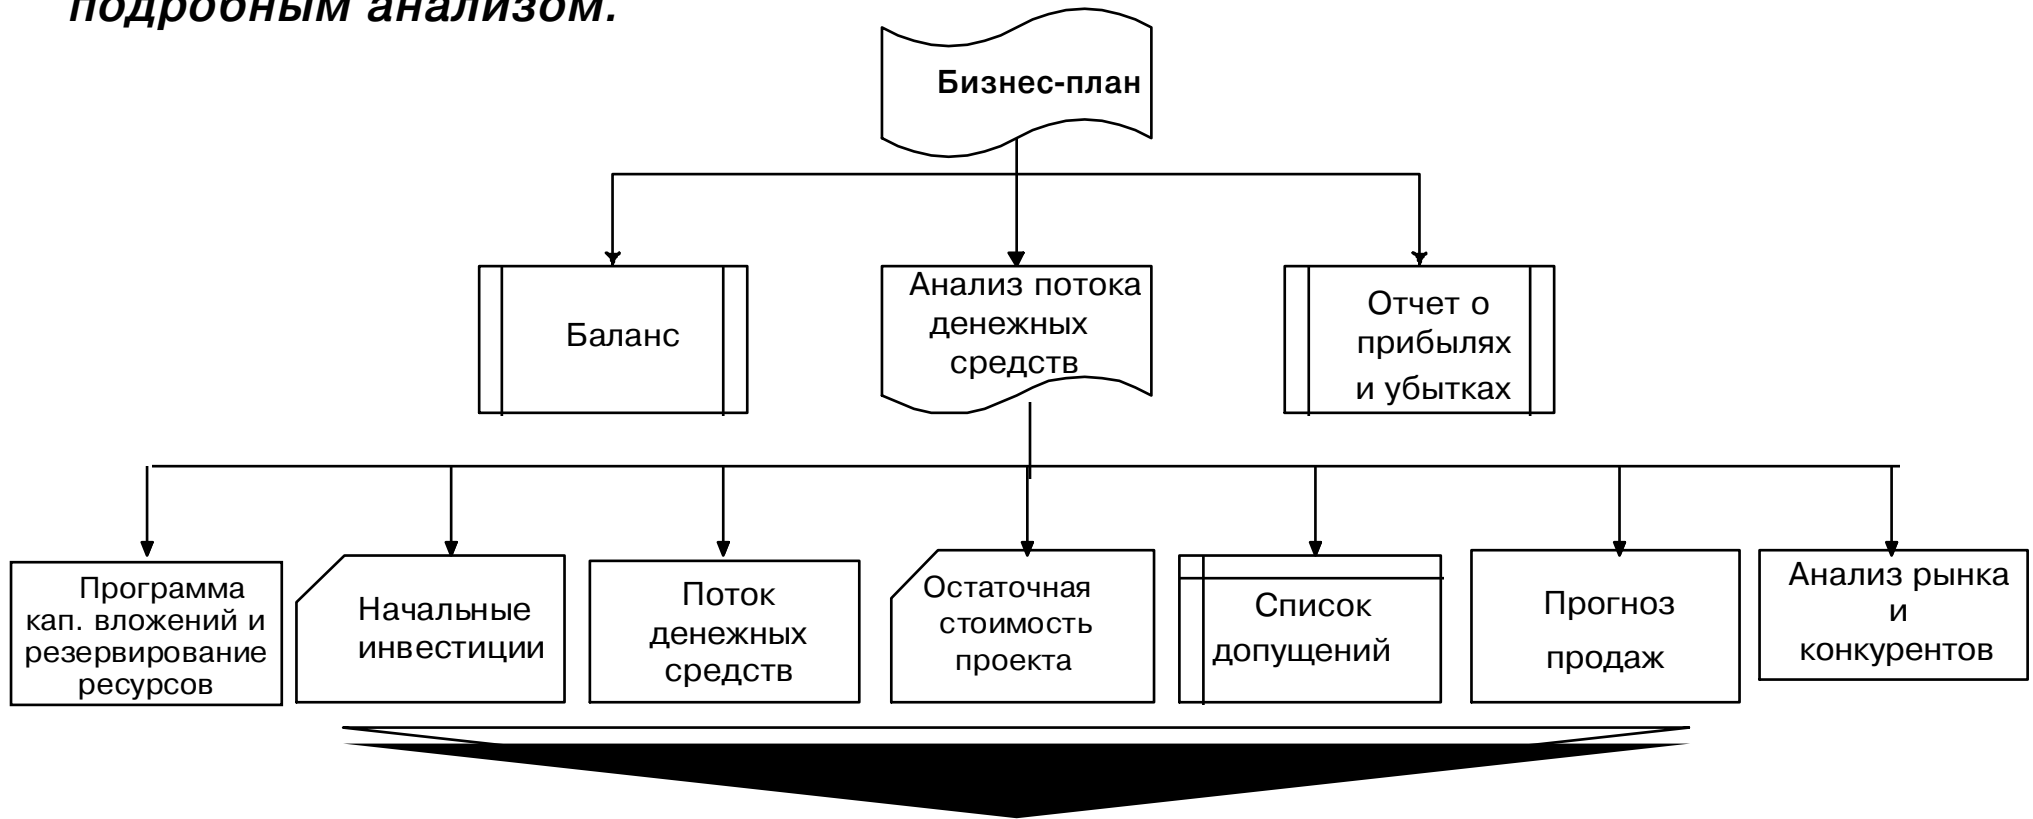 подробным анализом.
Бизнес-план
Баланс
Анализ потока
денежных
средств
Отчет о
прибылях
и убытках
Программа
кап. вложений и
резервирование
ресурсов
Начальные
инвестиции
Поток
денежных
средств
Остаточная
стоимость
проекта
Список
допущений
Прогноз
продаж
Анализ рынка
и
конкурентов